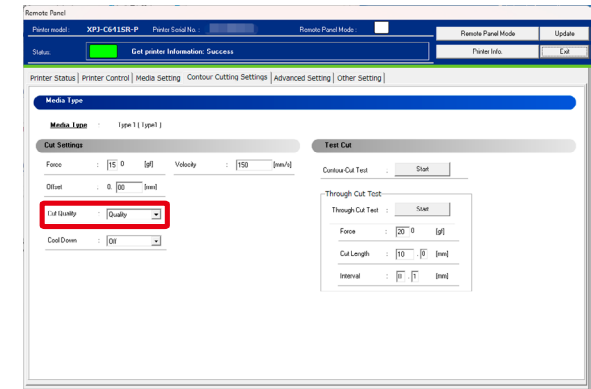 Remote Panel
Printer model : XPJ-C641SR-P Printer Serial No. : Remote Panel Mode : Remote Panel Mode Update
Status. Get printer Information: Success Printer Info. Exit
Printer Status Printer Control Media Setting Contour Cutting Settings Advanced Setting Other Setting
Media Type
Media Type : Type 1 ( Type1 )
Cut Settings Test Cut
Force : 15 0 [gf] Velocity : 150 [mm/s] Contour-Cut Test : Start
Offset : 0. 00 [mm] Through Cut Test
Cut Quality : Quality Through Cut Test : Start
Cool Down : Off Force : 20 0 [gf]
Cut Length : 10 . 0 [mm]
Interval : . 1 [mm]